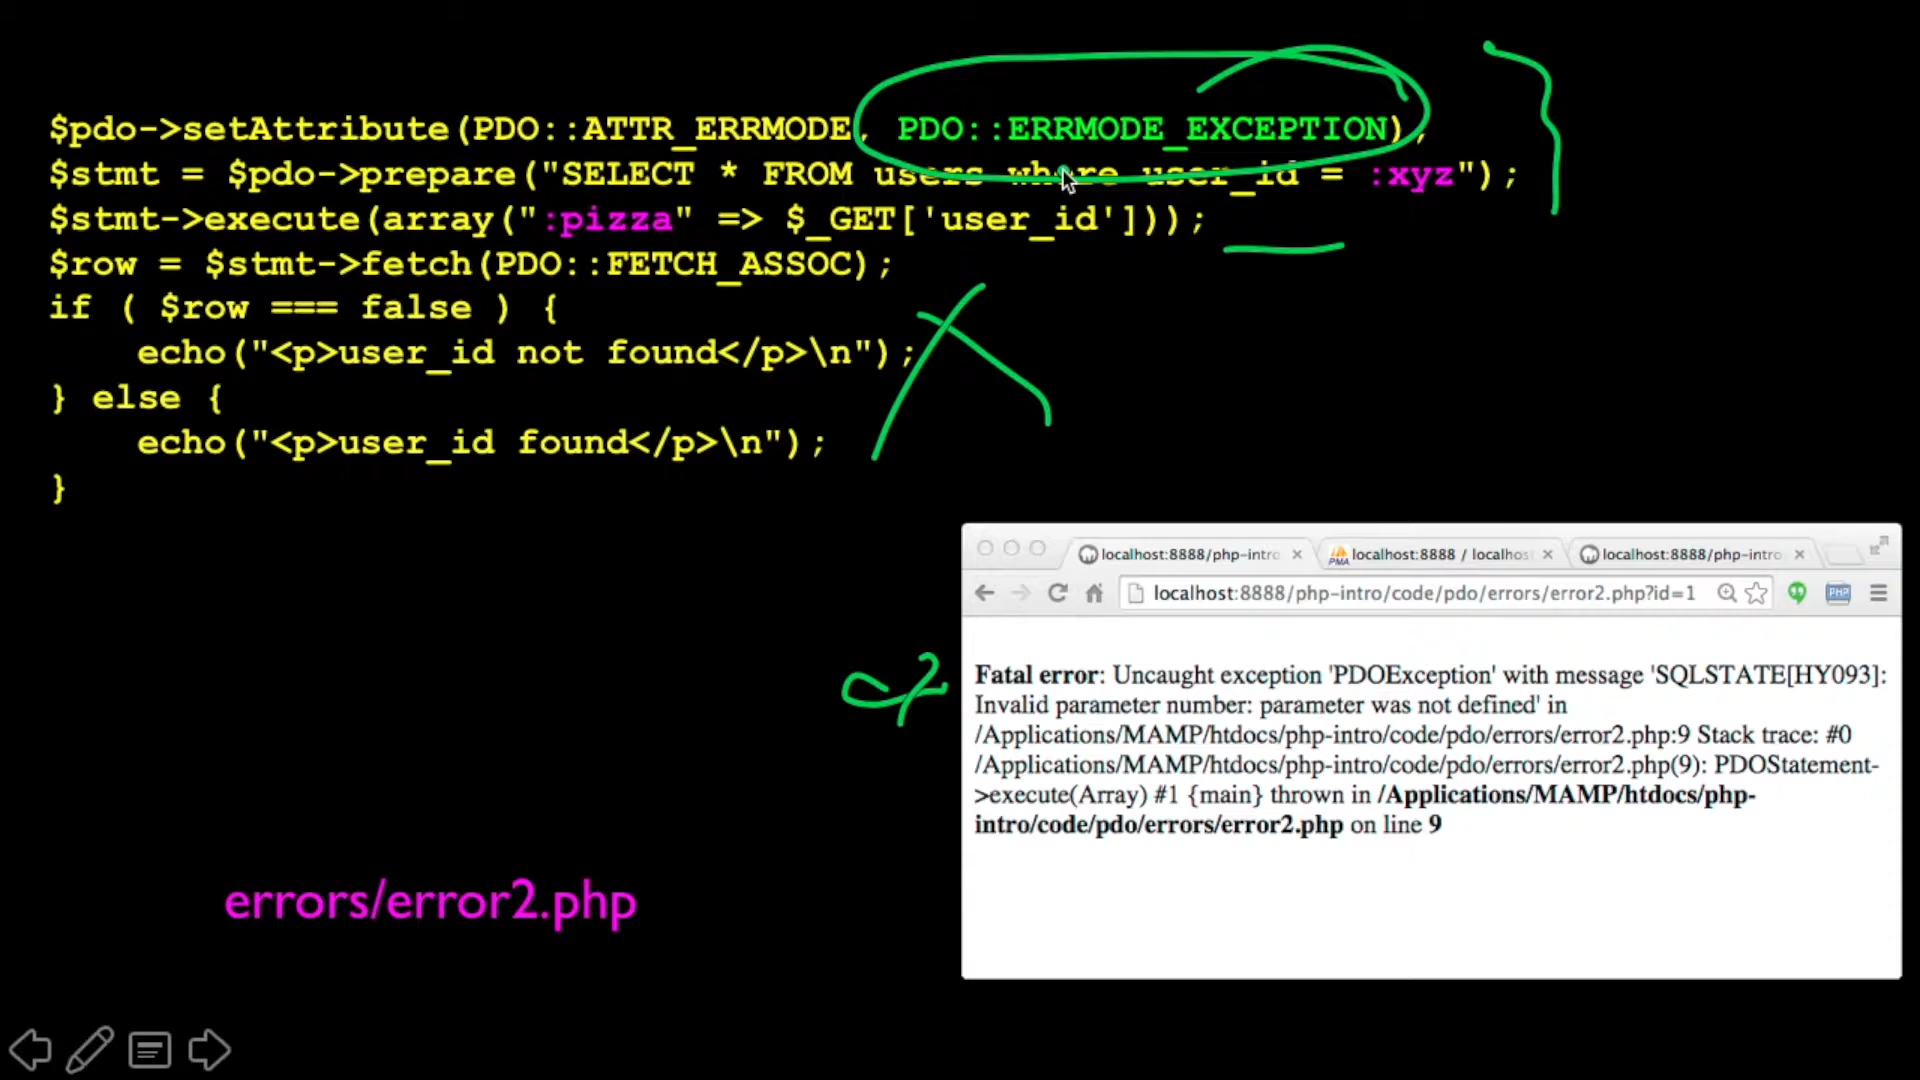 $pdo->setAttribute(PDO::ATTR_ERRMODE, PDO::ERRMODE_EXCEPTION);
$stmt = $pdo->prepare("SELECT * FROM users where user_id = :xyz");
$stmt->execute(array(":pizza" => $_GET['user_id']));
$row = $stmt->fetch(PDO::FETCH_ASSOC);
if ( $row === false ) {
    echo("<p>user_id not found</p>\n");
} else {
    echo("<p>user_id found</p>\n");
}
localhost:8888/php-intro
localhost:8888 / localhos
localhost:8888/php-intro
localhost:8888/php-intro/code/pdo/errors/error2.php?id=1
PHP
Fatal error: Uncaught exception 'PDOException' with message 'SQLSTATE[HY093]:
Invalid parameter number: parameter was not defined' in
/Applications/MAMP/htdocs/php-intro/code/pdo/errors/error2.php:9 Stack trace: #0
/Applications/MAMP/htdocs/php-intro/code/pdo/errors/error2.php(9): PDOStatement-
>execute(Array) #1 {main} thrown in /Applications/MAMP/htdocs/php-
intro/code/pdo/errors/error2.php on line 9
errors/error2.php